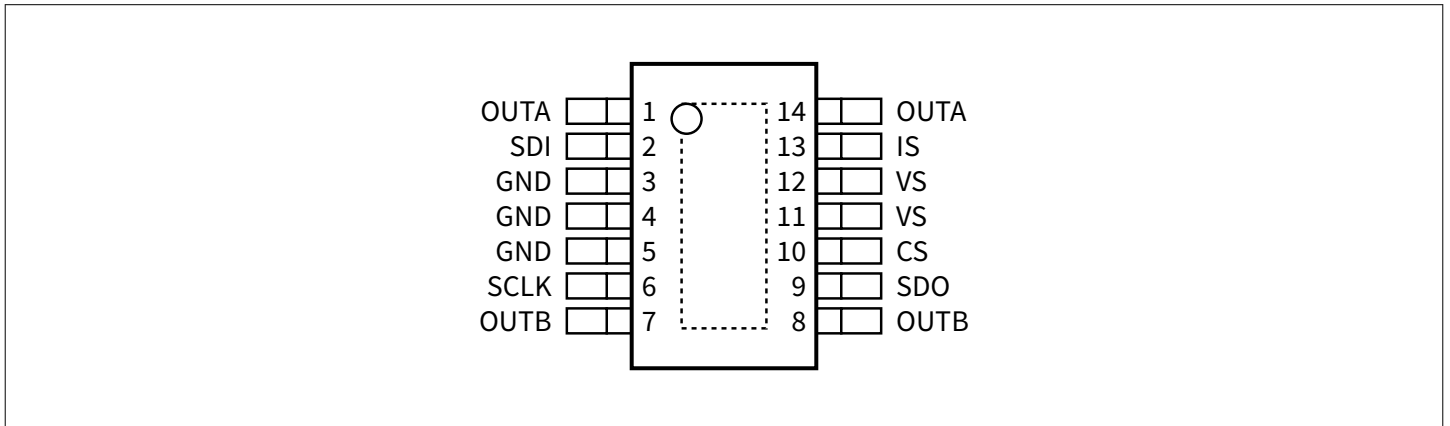 OUTA 1 14 OUTA
SDI 2 13 IS
GND 3 12 VS
GND 4 11 VS
GND 5 10 CS
SCLK 6 9 SDO
OUTB 7 8 OUTB